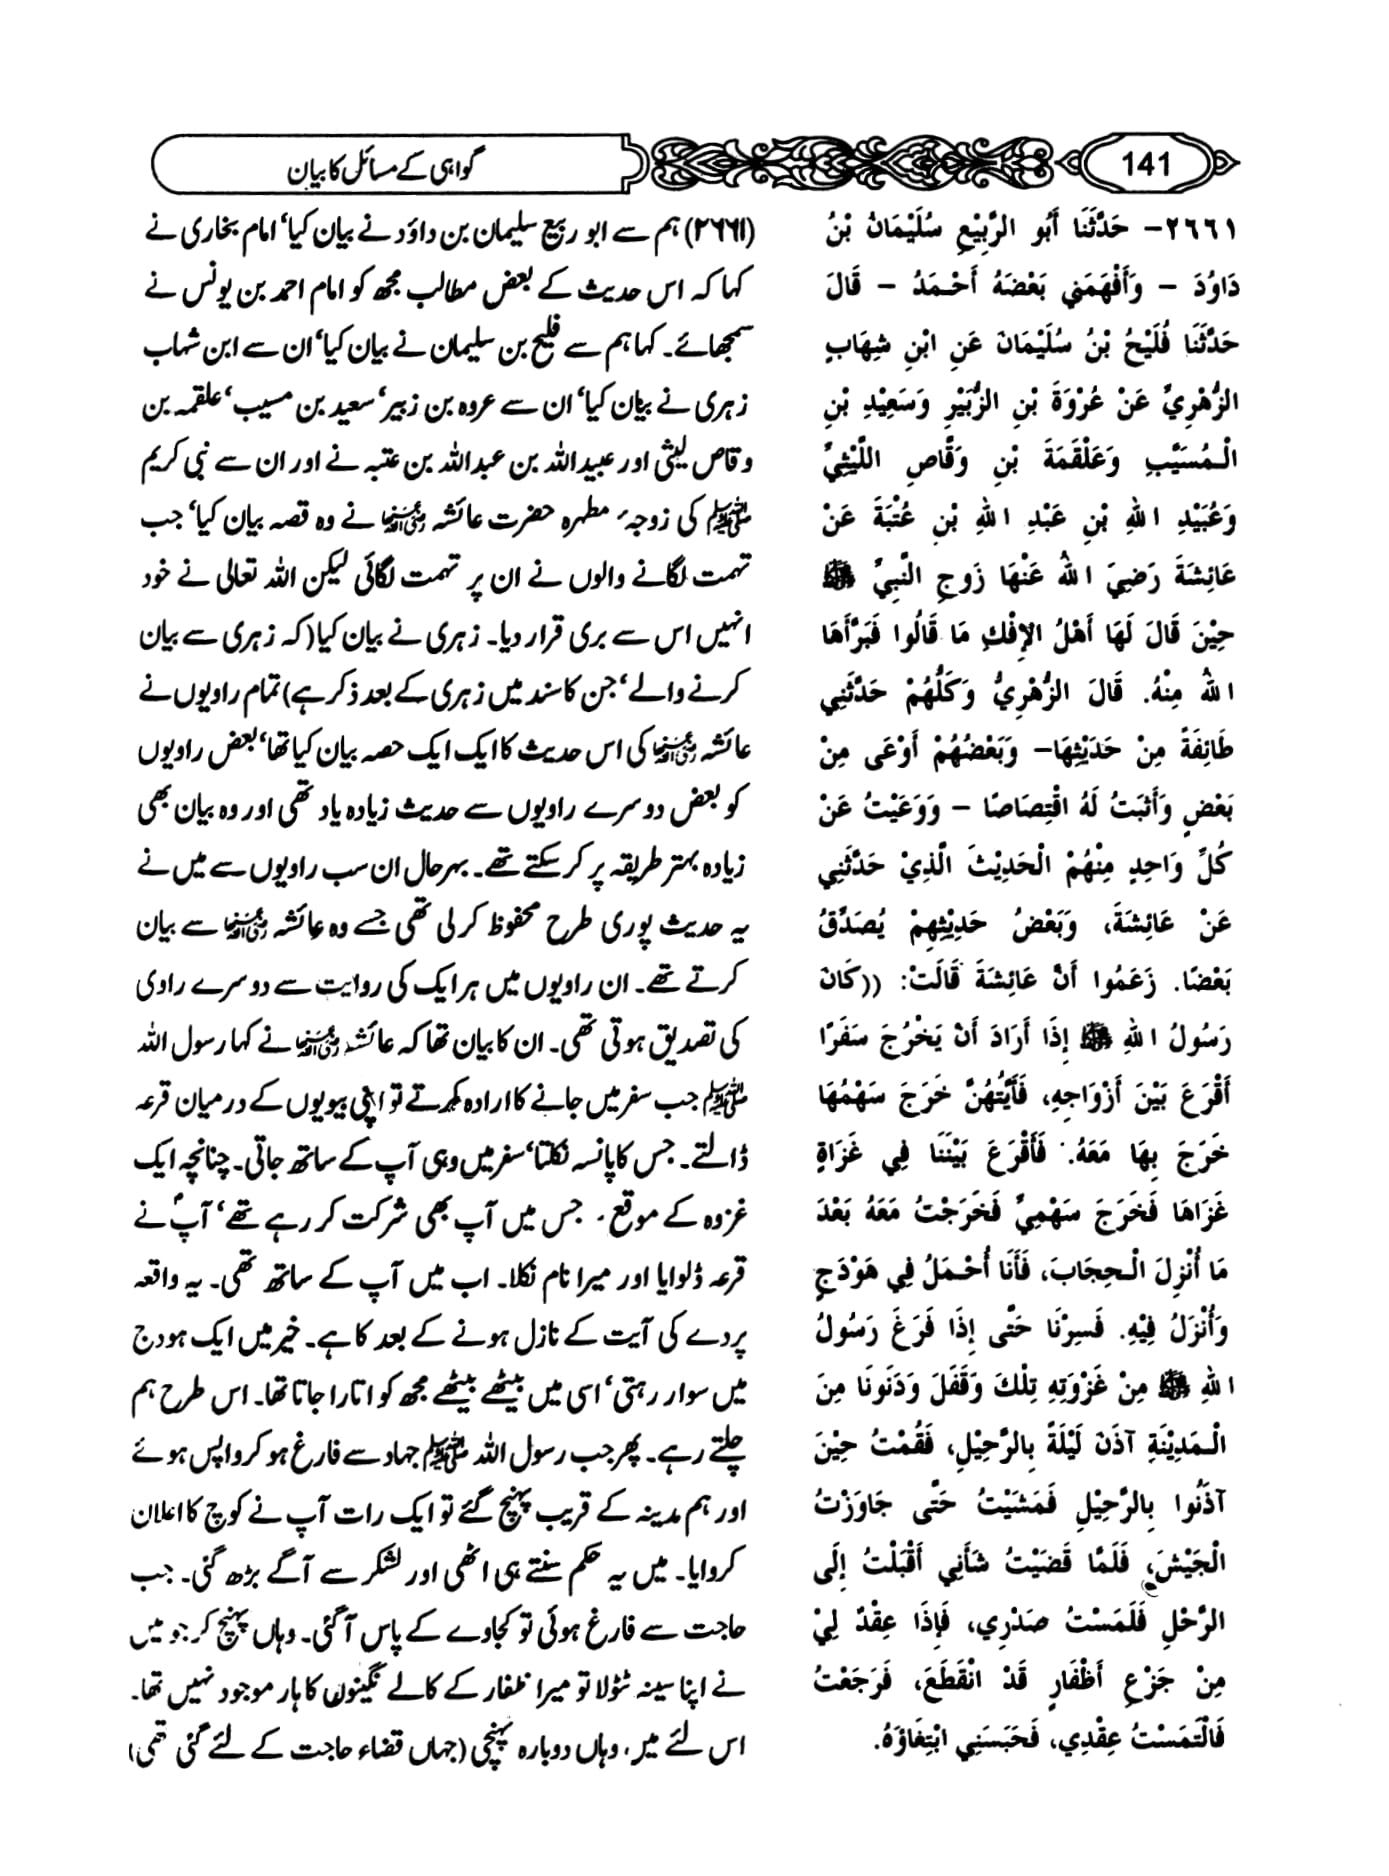 141
گواہی کے مسائل کا بیان
٢٦٦١- حَدَّثَنَا أَبُو الرَّبِيْعِ سُلَيْمَانُ بْنُ
دَاوُدَ – وَأَفْهَمَنِي بَعْضَهُ أَحْمَدُ – قَالَ
حَدَّثَنَا فُلَيْحُ بْنُ سُلَيْمَانَ عَنِ ابْنِ شِهَابٍ
الزُّهْرِيِّ عَنْ عُرْوَةَ بْنِ الزُّبَيْرِ وَسَعِيْدِ بْنِ
الْمُسَيَّبِ وَعَلْقَمَةَ بْنِ وَقَّاصٍ اللَّيْثِيِّ
وَعُبَيْدِ اللهِ بْنِ عَبْدِ اللهِ بْنِ عُتْبَةَ عَنْ
عَائِشَةَ رَضِيَ اللهُ عَنْهَا زَوجِ النَّبِيِّ ﷺ
حِيْنَ قَالَ لَهَا أَهْلُ الإِفْكِ مَا قَالُوا فَبَرَّأَهَا
اللهُ مِنْهُ. قَالَ الزُّهْرِيُّ وَكُلُّهُمْ حَدَّثَنِي
طَائِفَةً مِنْ حَدَيْثِهَا– وَبَعْضُهُمْ أَوْعَى مِنْ
بَعْضٍ وَأَثبَتُ لَهُ اقْتِصَاصًا – وَوَعَيْتُ عَنْ
كُلِّ وَاحِدٍ مِنْهُمْ الْحَدِيْثَ الَّذِيْ حَدَّثَنِي
عَنْ عَائِشَةَ، وَبَعْضُ حَدِيْثِهِمْ يُصَدِّقُ
بَعْضًا. زَعَمُوا أَنَّ عَائِشَةَ قَالَتْ: ((كَانَ
رَسُولُ اللهِ ﷺ إِذَا أَرَادَ أَنْ يَخْرُجَ سَفَرًا
أَقْرَعَ بَيْنَ أَزْوَاجِهِ، فَأَيَّتُهُنَّ خَرَجَ سَهْمُهَا
خَرَجَ بِهَا مَعَهُ. فَأَقْرَعَ بَيْنَنَا فِي غَزَاةٍ
غَزَاهَا فَخَرَجَ سَهْمِيْ فَخَرَجْتُ مَعَهُ بَعْدَ
مَا أُنْزِلَ الْحِجَابَ، فَأَنَا أُحْمَلُ فِي هَوْدَجٍ
وَأُنْزَلُ فِيْهِ. فَسِرْنَا حَتَّى إِذَا فَرَغَ رَسُولُ
اللهِ ﷺ مِنْ غَزْوَتِهِ تِلْكَ وَقَفَلَ وَدَنَونَا مِنَ
الْمَدِيْنَةِ آذَنَ لَيْلَةً بِالرَّحِيْلِ، فَقُمْتُ حِيْنَ
آذَنُوا بِالرَّحِيْلِ فَمَشَيْتُ حَتَّى جَاوَزْتُ
الْجَيْشَ، فَلَمَّا قَضَيْتُ شَأْنِي أَقْبَلْتُ إِلَى
الرَّحْلِ فَلَمَسْتُ صَدْرِي، فَإِذَا عِقْدٌ لِيْ
مِنْ جَزْعِ أَظْفَارٍ قَدْ انْقَطَعَ، فَرَجَعْتُ
فَالْتَمَسْتُ عِقْدِي، فَحَبَسَنِي ابْتِغَاؤَهُ.
(۲۶۶۱) ہم سے ابو ربیع سلیمان بن داؤد نے بیان کیا‘ امام بخاری نے
کہا کہ اس حدیث کے بعض مطالب مجھ کو امام احمد بن یونس نے
سمجھائے۔ کہا ہم سے فلیح بن سلیمان نے بیان کیا‘ ان سے ابن شہاب
زہری نے بیان کیا‘ ان سے عروہ بن زبیر‘ سعید بن مسیب‘ علقمہ بن
وقاص لیثی اور عبیداللہ بن عبداللہ بن عتبہ نے اور ان سے نبی کریم
ﷺ کی زوجہ مطہرہ حضرت عائشہ رضی اللہ عنہا نے وہ قصہ بیان کیا‘ جب
تہمت لگانے والوں نے ان پر تہمت لگائی لیکن اللہ تعالی نے خود
انہیں اس سے بری قرار دیا۔ زہری نے بیان کیا (کہ زہری سے بیان
کرنے والے‘ جن کا سند میں زہری کے بعد ذکر ہے) تمام راویوں نے
عائشہ رضی اللہ عنہا کی اس حدیث کا ایک ایک حصہ بیان کیا تھا‘ بعض راویوں
کو بعض دوسرے راویوں سے حدیث زیادہ یاد تھی اور وہ بیان بھی
زیادہ بہتر طریقہ پر کر سکتے تھے۔ بہرحال ان سب راویوں سے میں نے
یہ حدیث پوری طرح محفوظ کر لی تھی جسے وہ عائشہ رضی اللہ عنہا سے بیان
کرتے تھے۔ ان راویوں میں ہر ایک کی روایت سے دوسرے راوی
کی تصدیق ہوتی تھی۔ ان کا بیان تھا کہ عائشہ رضی اللہ عنہا نے کہا رسول اللہ
ﷺ جب سفر میں جانے کا ارادہ کرتے تو اپنی بیویوں کے درمیان قرعہ
ڈالتے۔ جس کا پانسہ نکلتا‘ سفر میں وہی آپ کے ساتھ جاتی۔ چنانچہ ایک
غزوہ کے موقع جس میں آپ بھی شرکت کر رہے تھے‘ آپؐ نے
قرعہ ڈلوایا اور میرا نام نکلا۔ اب میں آپ کے ساتھ تھی۔ یہ واقعہ
پردے کی آیت کے نازل ہونے کے بعد کا ہے۔ خیر میں ایک ہودج
میں سوار رہتی‘ اسی میں بیٹھے بیٹھے مجھ کو اتارا جاتا تھا۔ اس طرح ہم
چلتے رہے۔ پھر جب رسول اللہ ﷺ جہاد سے فارغ ہو کر واپس ہوئے
اور ہم مدینہ کے قریب پہنچ گئے تو ایک رات آپ نے کوچ کا اعلان
کروایا۔ میں یہ حکم سنتے ہی اٹھی اور لشکر سے آگے بڑھ گئی۔ جب
حاجت سے فارغ ہوئی تو کجاوے کے پاس آگئی۔ وہاں پہنچ کر جو میں
نے اپنا سینہ ٹٹولا تو میرا ظفار کے کالے نگینوں کا ہار موجود نہیں تھا۔
اس لئے میں وہاں دوبارہ پہنچی (جہاں قضاء حاجت کے لئے گئی تھی)